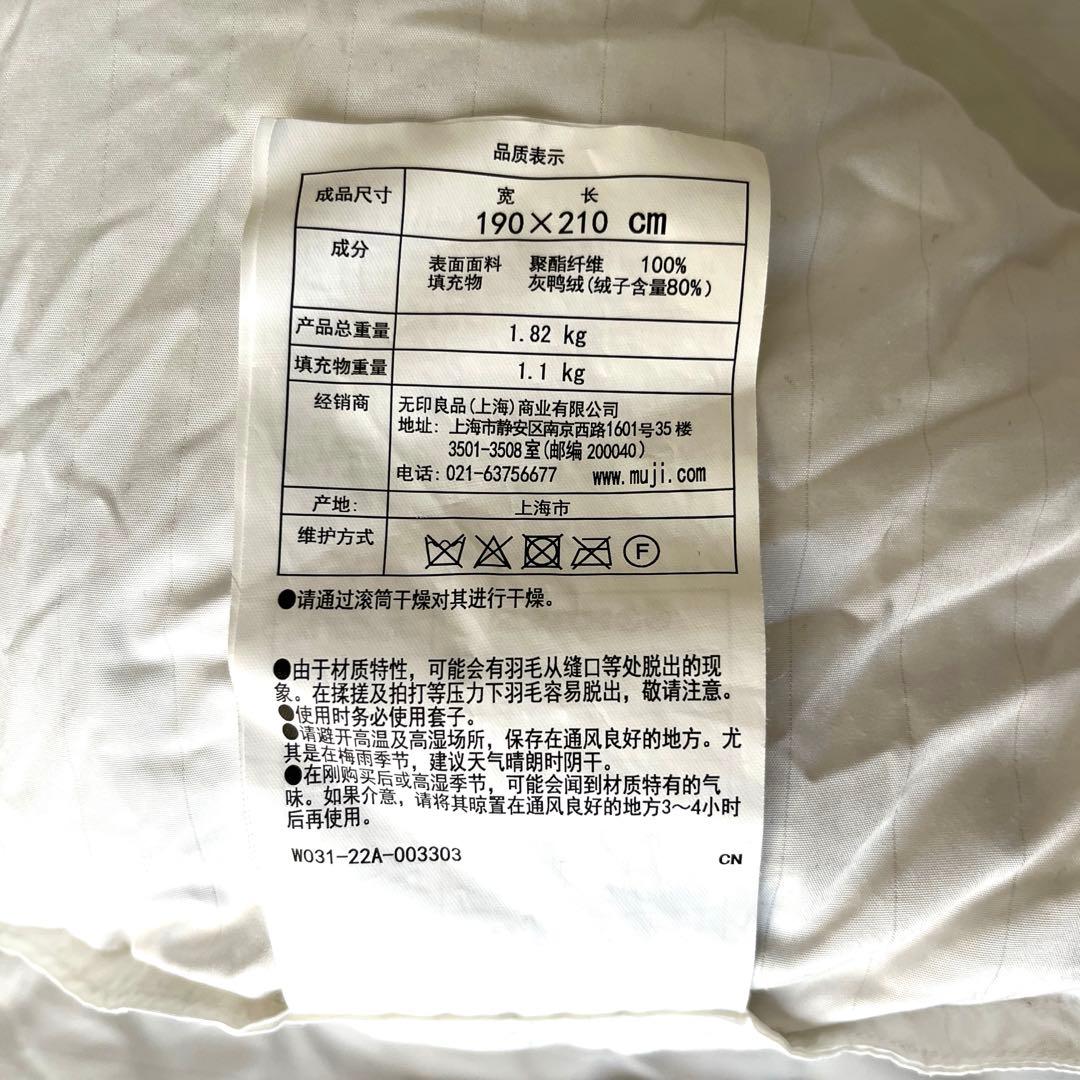 品质表示
成品尺寸 宽 长
190×210 cm
成分 表面面料 聚酯纤维 100%
填充物 灰鸭绒(绒子含量80%)
产品总重量 1.82 kg
填充物重量 1.1 kg
经销商 无印良品(上海)商业有限公司
地址: 上海市静安区南京西路1601号35楼
3501-3508室(邮编 200040)
电话: 021-63756677 www.muji.com
产地: 上海市
维护方式 F
●请通过滚筒干燥对其进行干燥。
●由于材质特性，可能会有羽毛从缝口等处脱出的现
象。在揉搓及拍打等压力下羽毛容易脱出，敬请注意。
●使用时务必使用套子。
●请避开高温及高湿场所，保存在通风良好的地方。尤
其是在梅雨季节，建议天气晴朗时阴干。
●在刚购买后或高湿季节，可能会闻到材质特有的气
味。如果介意，请将其晾置在通风良好的地方3～4小时
后再使用。
W031-22A-003303 CN